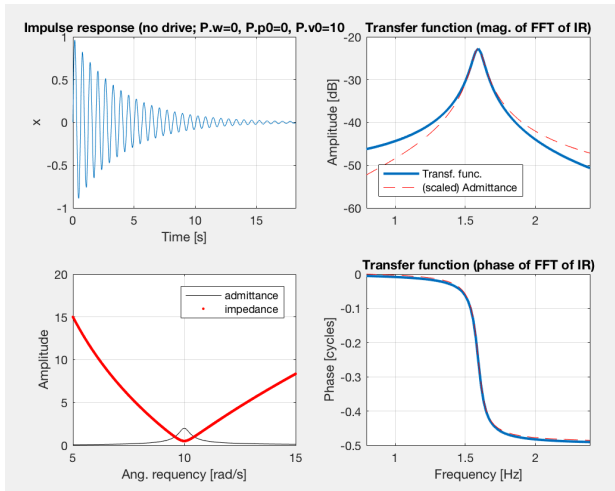 Impulse response (no drive; P.w=0, P.p0=0, P.v0=10
1
0.5
0
-0.5
-1
x
0
5
10
15
Time [s]
Transfer function (mag. of FFT of IR)
-20
-30
-40
-50
-60
Amplitude [dB]
Transf. func.
(scaled) Admittance
1
1.5
2
20
15
10
5
0
Amplitude
admittance
impedance
5
10
15
Ang. requency [rad/s]
Transfer function (phase of FFT of IR)
0
-0.1
-0.2
-0.3
-0.4
-0.5
Phase [cycles]
1
1.5
2
Frequency [Hz]